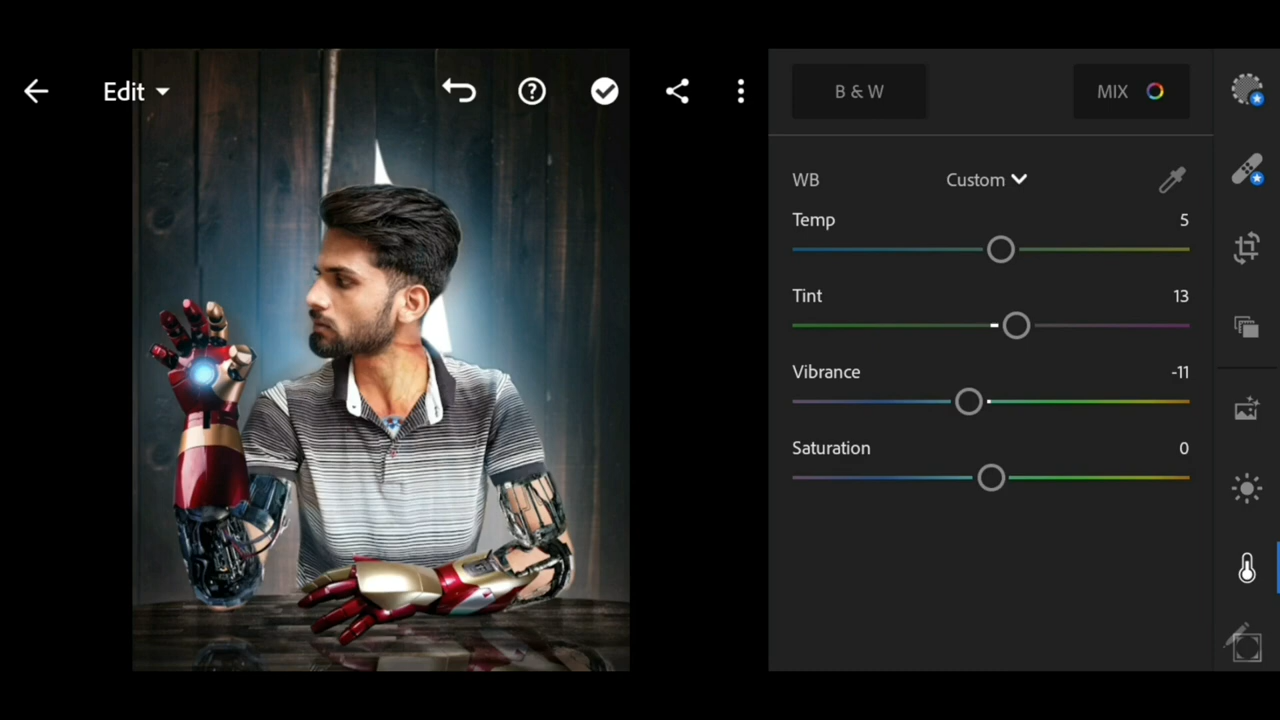 Edit
B & W
MIX
WB
Custom
Temp
5
Tint
13
Vibrance
-11
Saturation
0